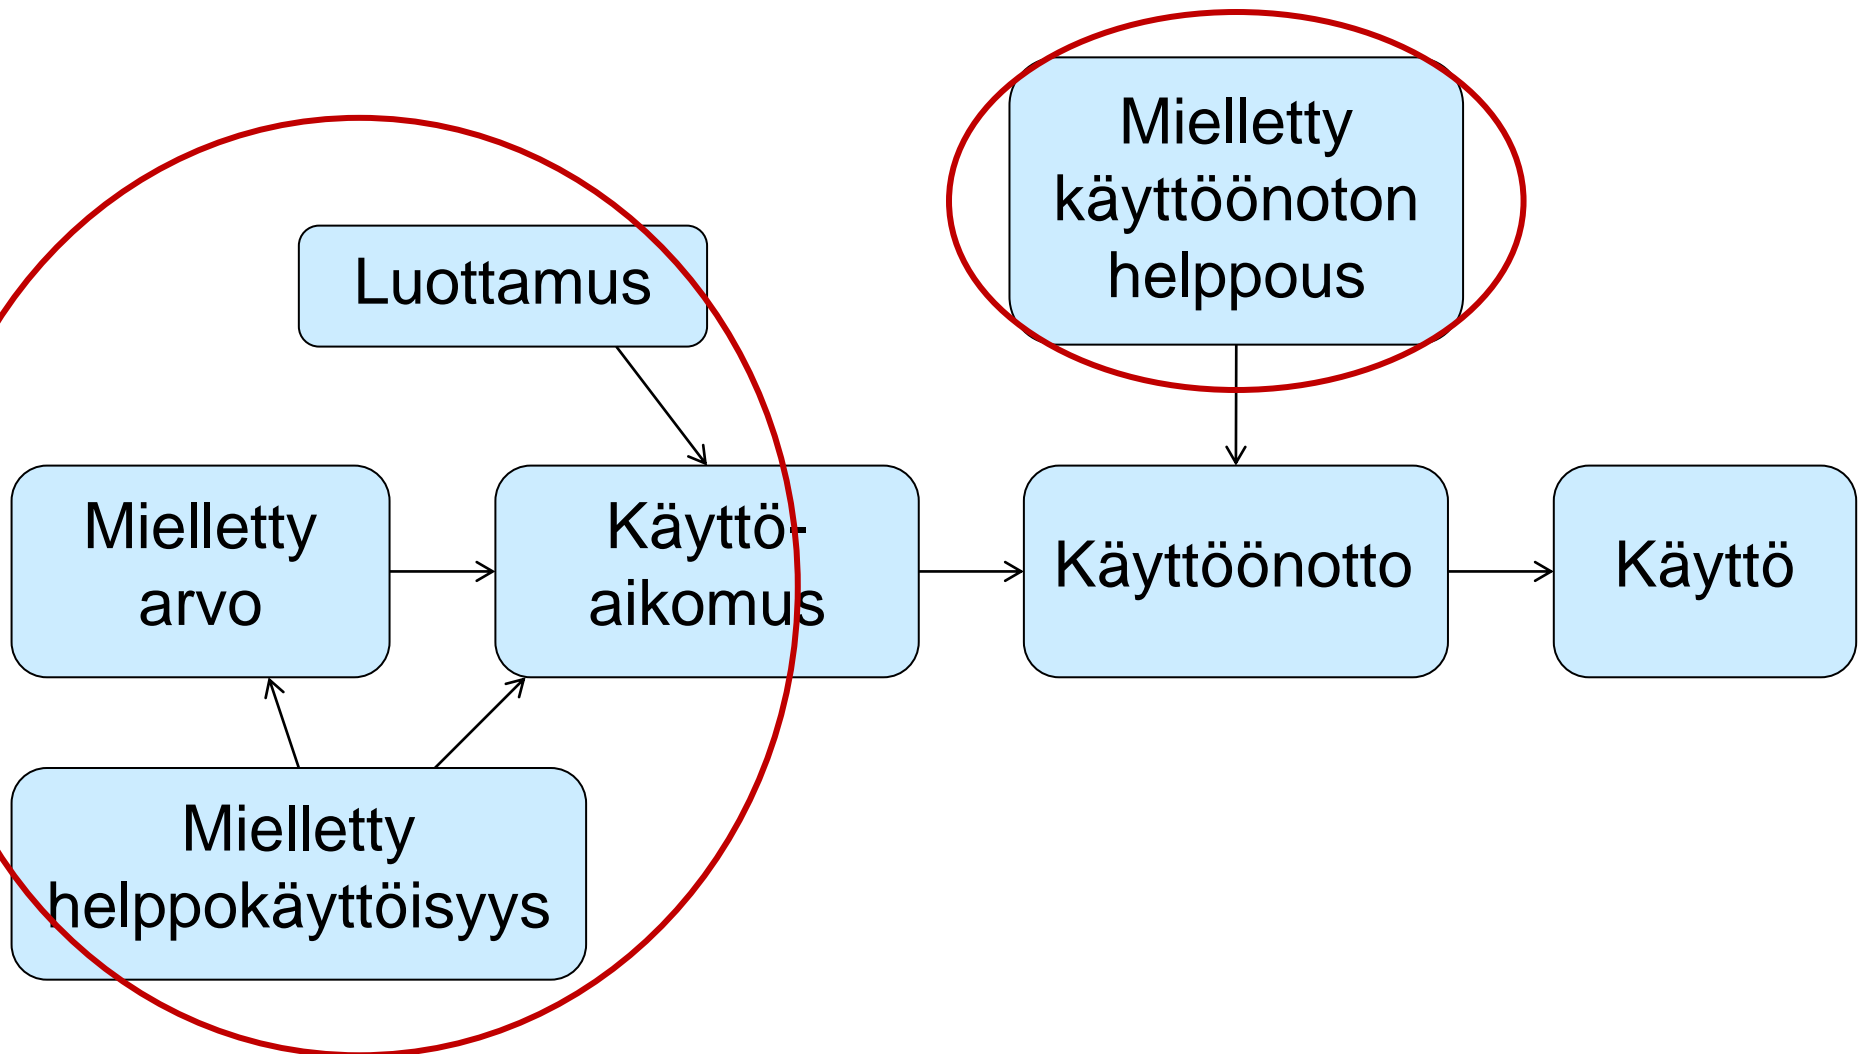 Mielletty
käyttöönoton
helppous
Luottamus
Mielletty
arvo
Käyttö-
aikomus
Käyttöönotto
Käyttö
Mielletty
helppokäyttöisyys